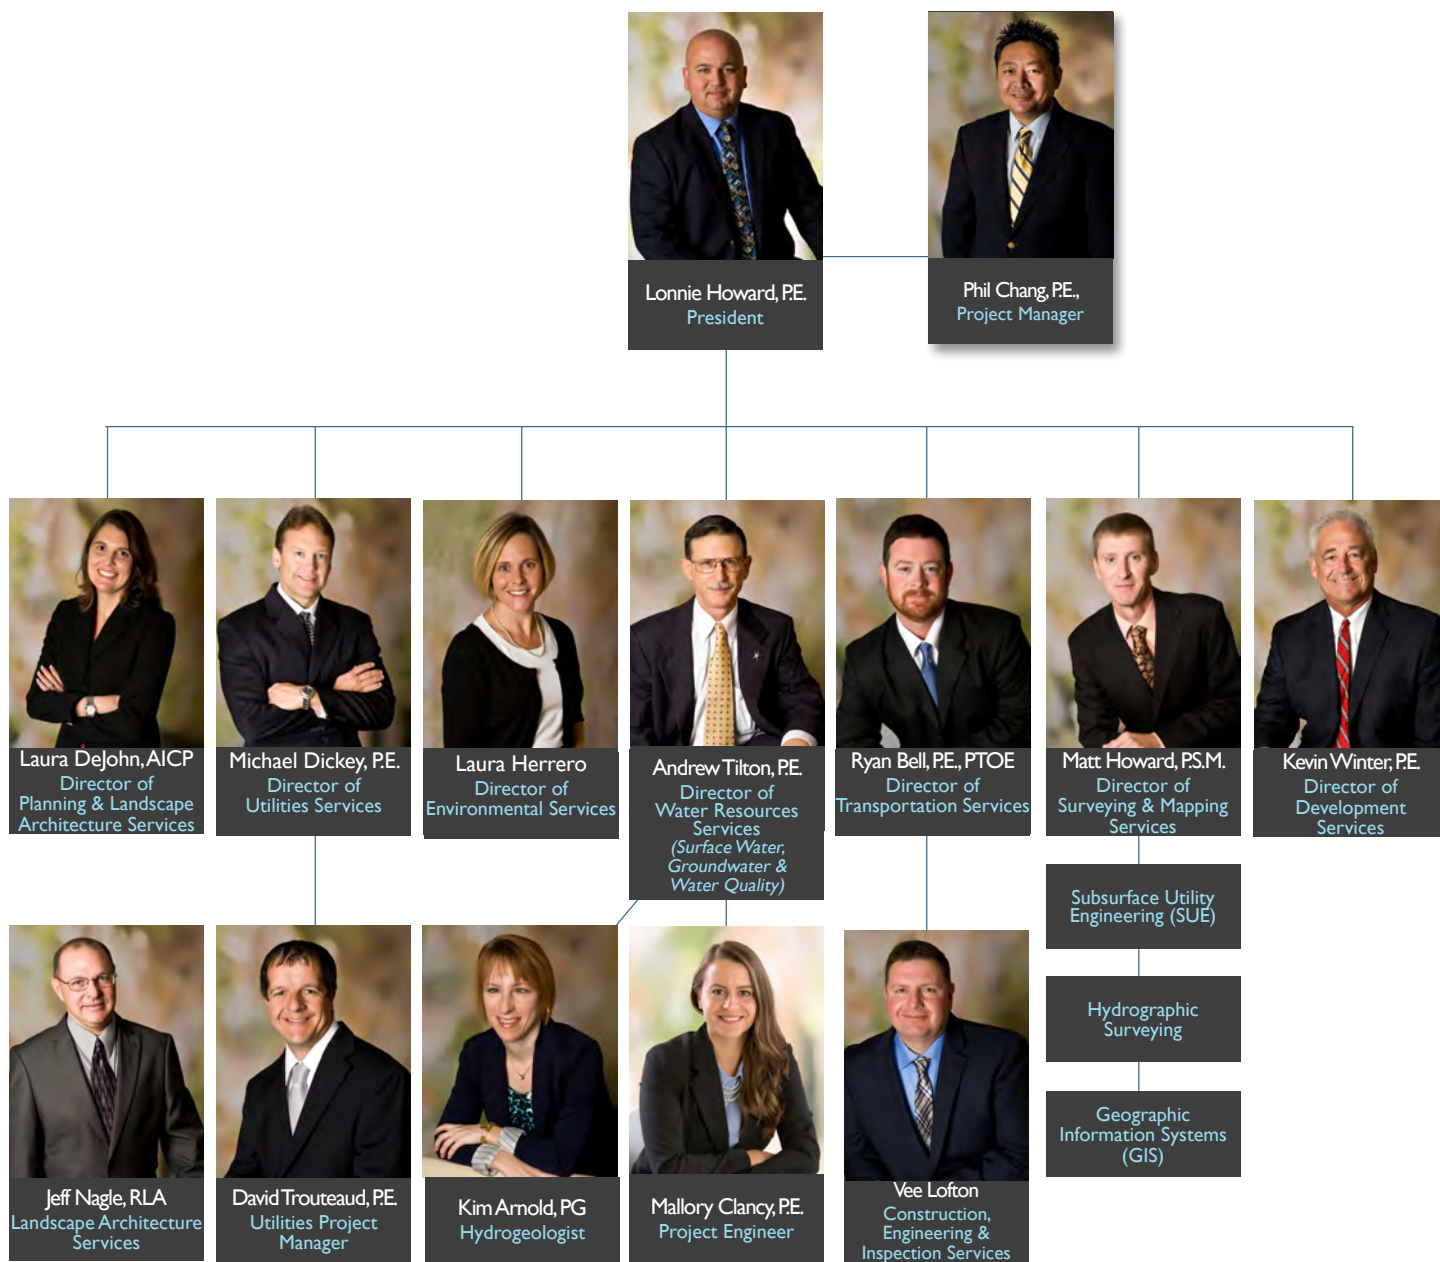 Lonnie Howard, P.E.
President
Phil Chang, P.E.,
Project Manager
Laura DeJohn, AICP
Director of
Planning & Landscape
Architecture Services
Michael Dickey, P.E.
Director of
Utilities Services
Laura Herrero
Director of
Environmental Services
Andrew Tilton, P.E.
Director of
Water Resources
Services
(Surface Water,
Groundwater &
Water Quality)
Ryan Bell, P.E., PTOE
Director of
Transportation Services
Matt Howard, P.S.M.
Director of
Surveying & Mapping
Services
Kevin Winter, P.E.
Director of
Development
Services
Subsurface Utility
Engineering (SUE)
Hydrographic
Surveying
Geographic
Information Systems
(GIS)
Jeff Nagle, RLA
Landscape Architecture
Services
David Trouteaud, P.E.
Utilities Project
Manager
Kim Arnold, PG
Hydrogeologist
Mallory Clancy, P.E.
Project Engineer
Vee Lofton
Construction,
Engineering &
Inspection Services